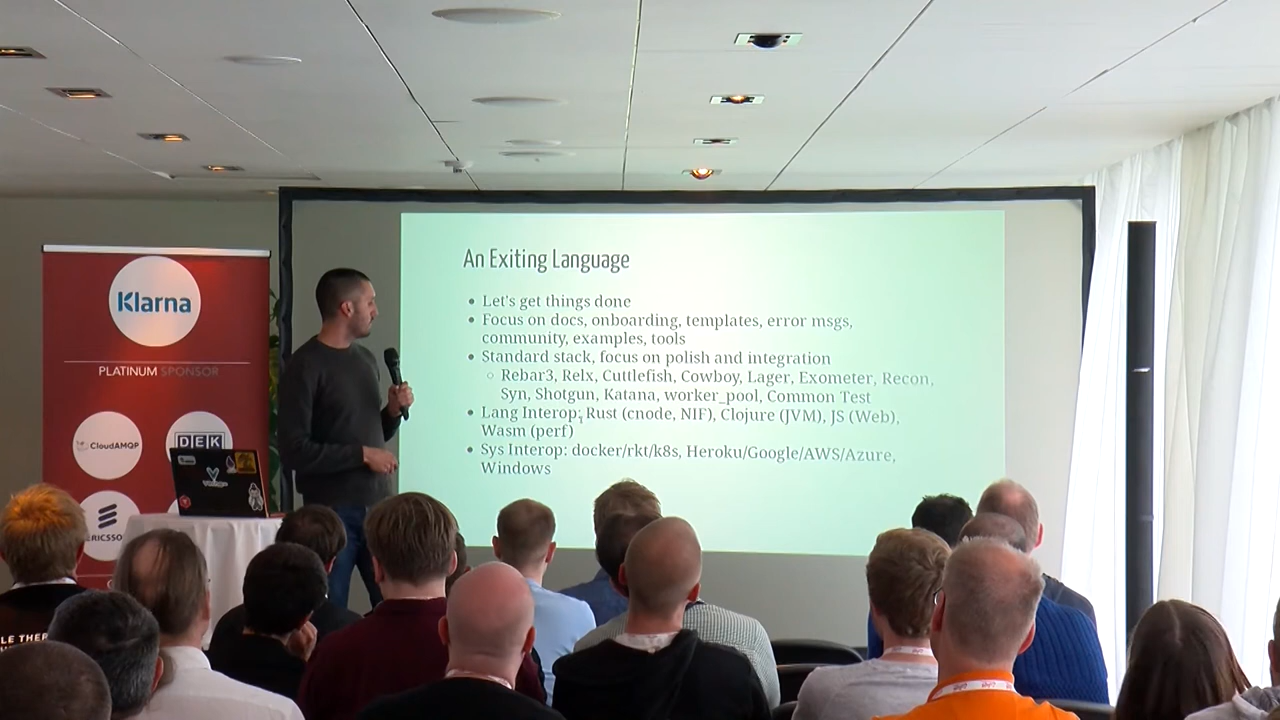 Klarna
PLATINUM SPONSOR
CloudAMQP
DEK
ERICSSO
An Exiting Language
Let's get things done
Focus on docs, onboarding, templates, error msgs,
community, examples, tools
Standard stack, focus on polish and integration
Rebar3, Relx, Cuttlefish, Cowboy, Lager, Exometer, Recon,
Syn, Shotgun, Katana, worker_pool, Common Test
Lang Interop: Rust (cnode, NIF), Clojure (JVM), JS (Web),
Wasm (perf)
Sys Interop: docker/rkt/k8s, Heroku/Google/AWS/Azure,
Windows
LE THER